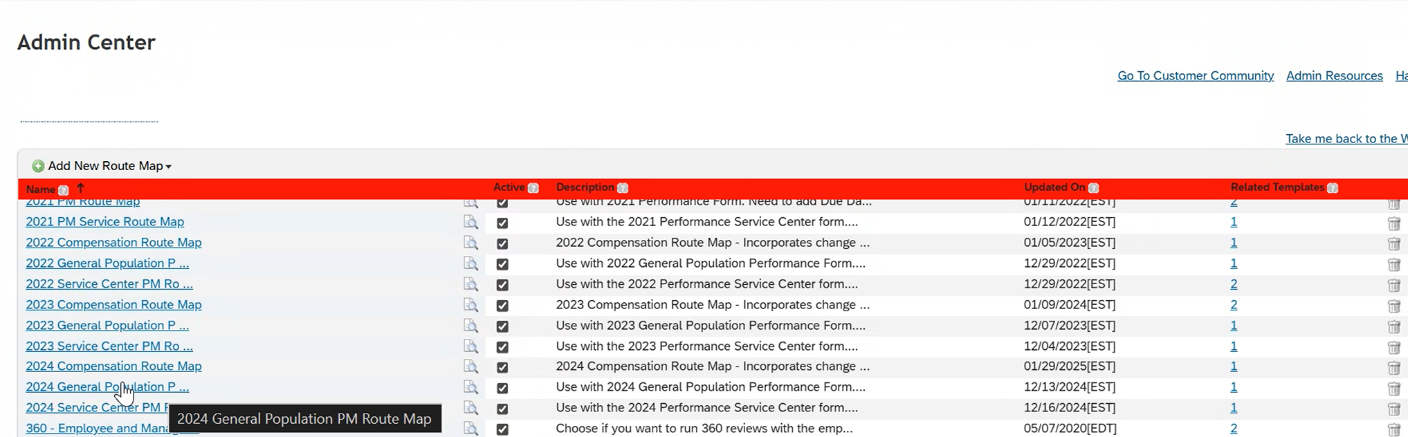 Admin Center
Go To Customer Community Admin Resources Ha
Take me back to the W
Add New Route Map
Name Active Description Updated On Related Templates
2021 PM Route Map Use with 2021 Performance Form. Need to add Due Da... 01/11/2022[EST] 2
2021 PM Service Route Map Use with the 2021 Performance Service Center form.... 01/12/2022[EST] 1
2022 Compensation Route Map 2022 Compensation Route Map - Incorporates change ... 01/05/2023[EST] 1
2022 General Population P ... Use with 2022 General Population Performance Form.... 12/29/2022[EST] 1
2022 Service Center PM Ro ... Use with the 2022 Performance Service Center form.... 12/29/2022[EST] 2
2023 Compensation Route Map 2023 Compensation Route Map - Incorporates change ... 01/09/2024[EST] 2
2023 General Population P ... Use with 2023 General Population Performance Form.... 12/07/2023[EST] 1
2023 Service Center PM Ro ... Use with the 2023 Performance Service Center form.... 12/04/2023[EST] 1
2024 Compensation Route Map 2024 Compensation Route Map - Incorporates change ... 01/29/2025[EST] 1
2024 General Population P ... Use with 2024 General Population Performance Form.... 12/13/2024[EST] 1
2024 Service Center PM Use with the 2024 Performance Service Center form.... 12/16/2024[EST] 1
2024 General Population PM Route Map
360 - Employee and Choose if you want to run 360 reviews with the emp... 05/07/2020[EDT] 2